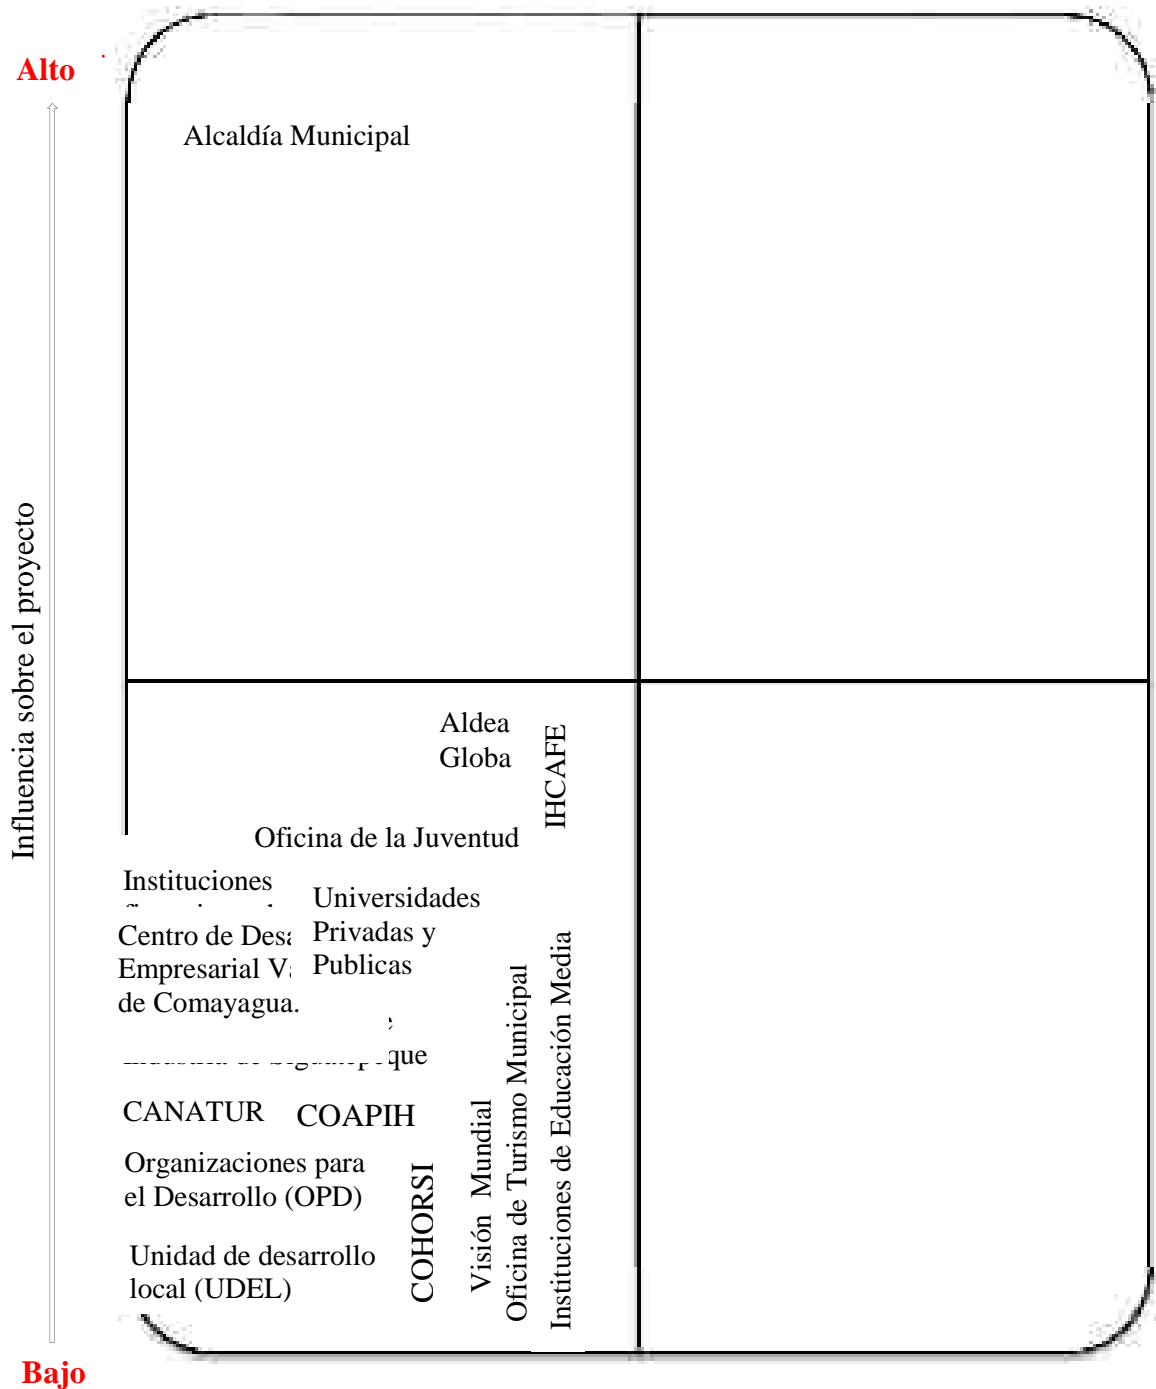 Alto
Alcaldía Municipal
Influencia sobre el proyecto
Aldea
Globa
IHCAFE
Oficina de la Juventud
Instituciones
Universidades
Privadas y
Publicas
Centro de Desa
Empresarial Va
de Comayagua.
que
CANATUR
COAPIH
Organizaciones para
el Desarrollo (OPD)
Unidad de desarrollo
local (UDEL)
COHORSI
Visión Mundial
Oficina de Turismo Municipal
Instituciones de Educación Media
Bajo